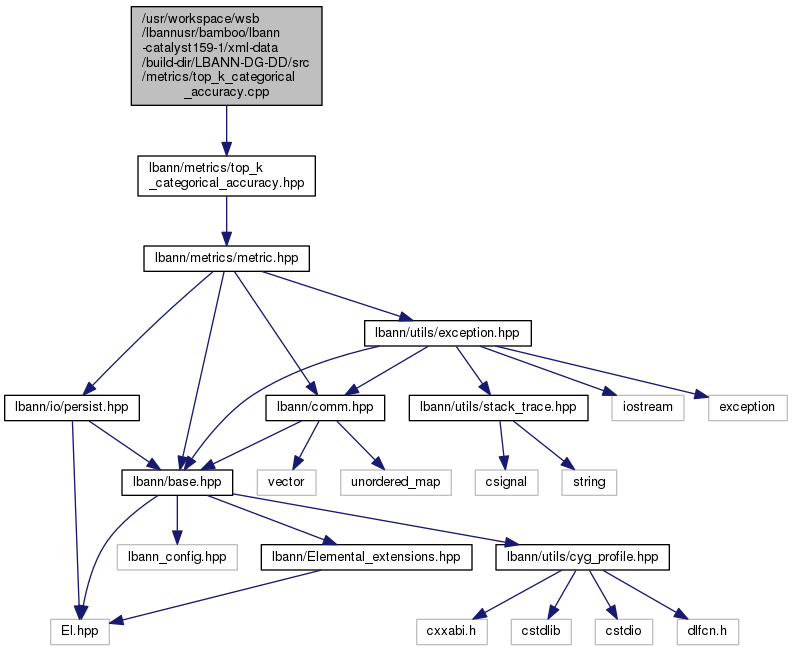 /usr/workspace/wsb
/lbannusr/bamboo/lbann
-catalyst159-1/xml-data
/build-dir/LBANN-DG-DD/src
/metrics/top_k_categorical
_accuracy.cpp
lbann/metrics/top_k
_categorical_accuracy.hpp
lbann/metrics/metric.hpp
lbann/utils/exception.hpp
lbann/io/persist.hpp
lbann/comm.hpp
lbann/utils/stack_trace.hpp
iostream
exception
lbann/base.hpp
vector
unordered_map
csignal
string
lbann_config.hpp
lbann/Elemental_extensions.hpp
lbann/utils/cyg_profile.hpp
El.hpp
cxxabi.h
cstdlib
cstdio
dlfcn.h